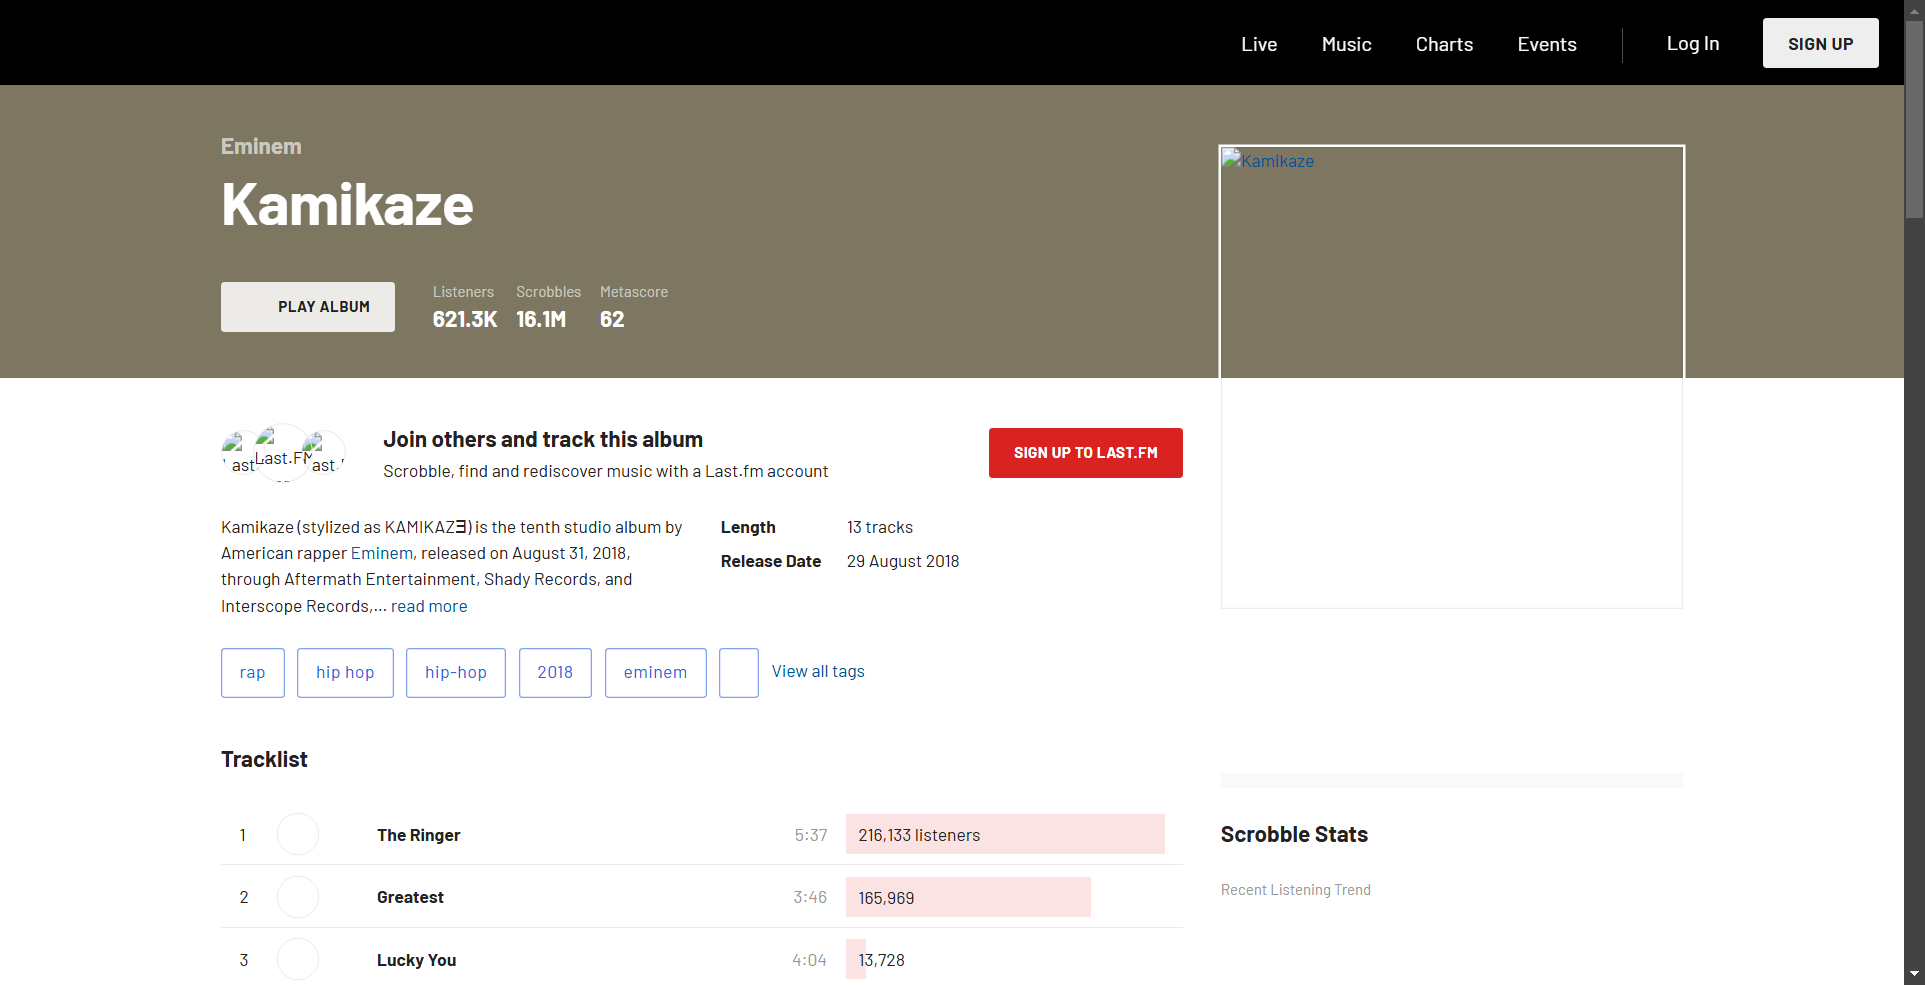 Live Music Charts Events Log In SIGN UP
Eminem
Kamikaze
Kamikaze
PLAY ALBUM
Listeners Scrobbles Metascore
621.3K 16.1M 62
Join others and track this album
Scrobble, find and rediscover music with a Last.fm account
SIGN UP TO LAST.FM
Kamikaze (stylized as KAMIKAZƎ) is the tenth studio album by
American rapper Eminem, released on August 31, 2018,
through Aftermath Entertainment, Shady Records, and
Interscope Records,... read more
Length 13 tracks
Release Date 29 August 2018
rap hip hop hip-hop 2018 eminem View all tags
Tracklist
1 The Ringer 5:37 216,133 listeners
2 Greatest 3:46 165,969
3 Lucky You 4:04 13,728
Scrobble Stats
Recent Listening Trend